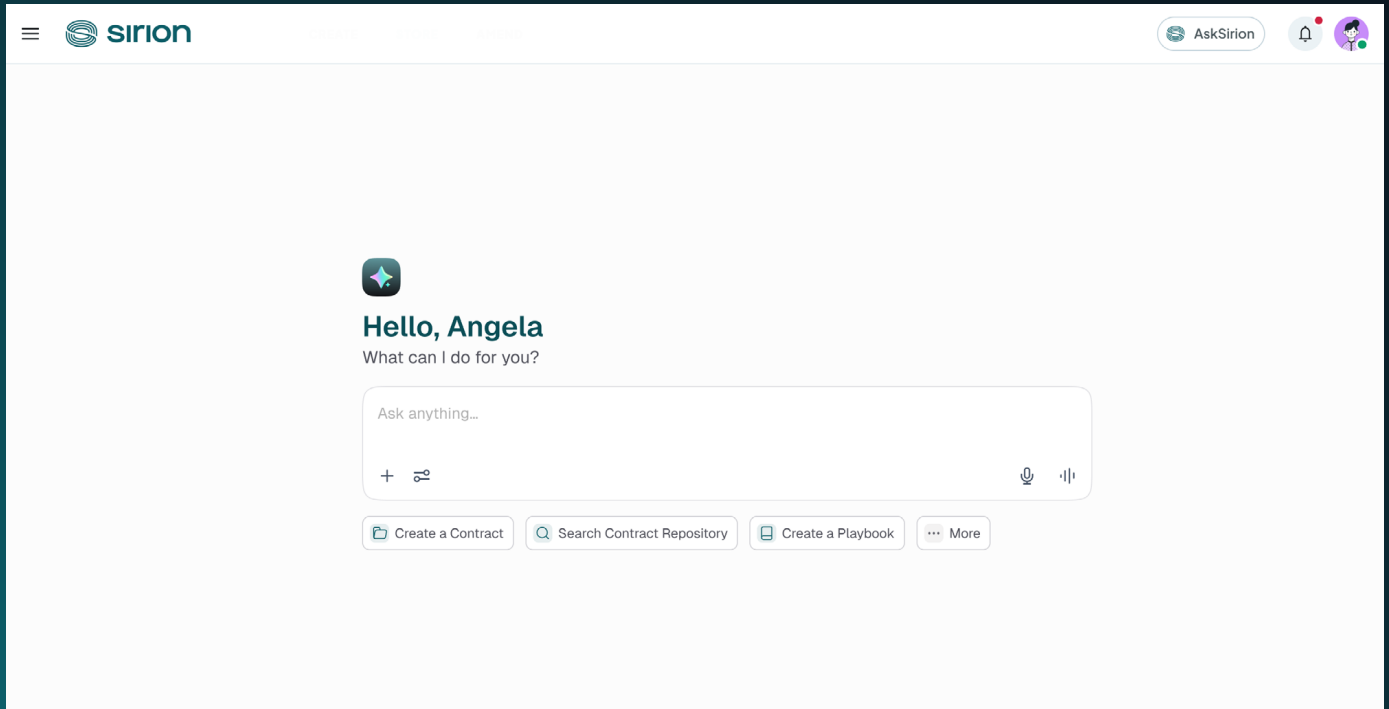 sirion
AskSirion
Hello, Angela
What can I do for you?
Ask anything...
Create a Contract
Search Contract Repository
Create a Playbook
More